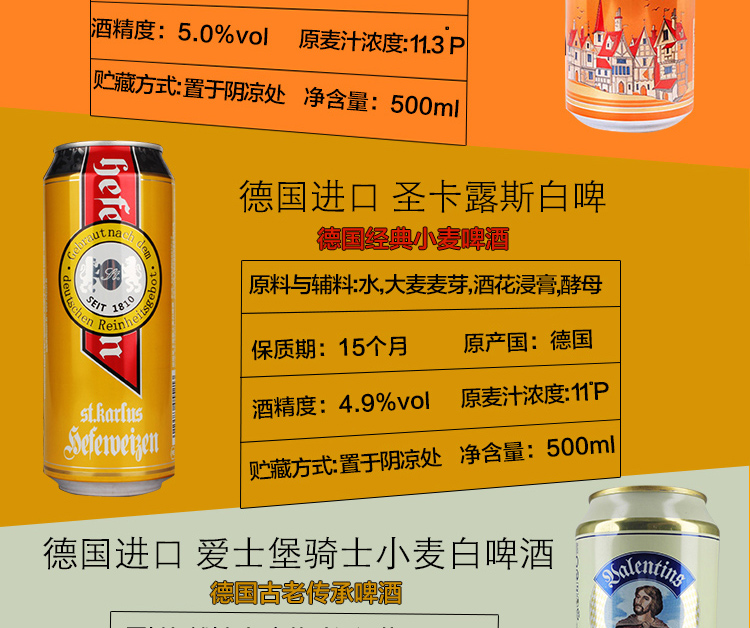 酒精度：5.0%vol 原麦汁浓度:11.3°P
贮藏方式:置于阴凉处 净含量：500ml
德国进口 圣卡露斯白啤
德国经典小麦啤酒
原料与辅料:水,大麦麦芽,酒花浸膏,酵母
保质期：15个月 原产国：德国
酒精度：4.9%vol 原麦汁浓度:11°P
贮藏方式:置于阴凉处 净含量：500ml
Gebraut nach dem
deutschen Reinheitsgebot
SEIT 1810
st.karlus
Hefeweizen
德国进口 爱士堡骑士小麦白啤酒
德国古老传承啤酒
Valentins